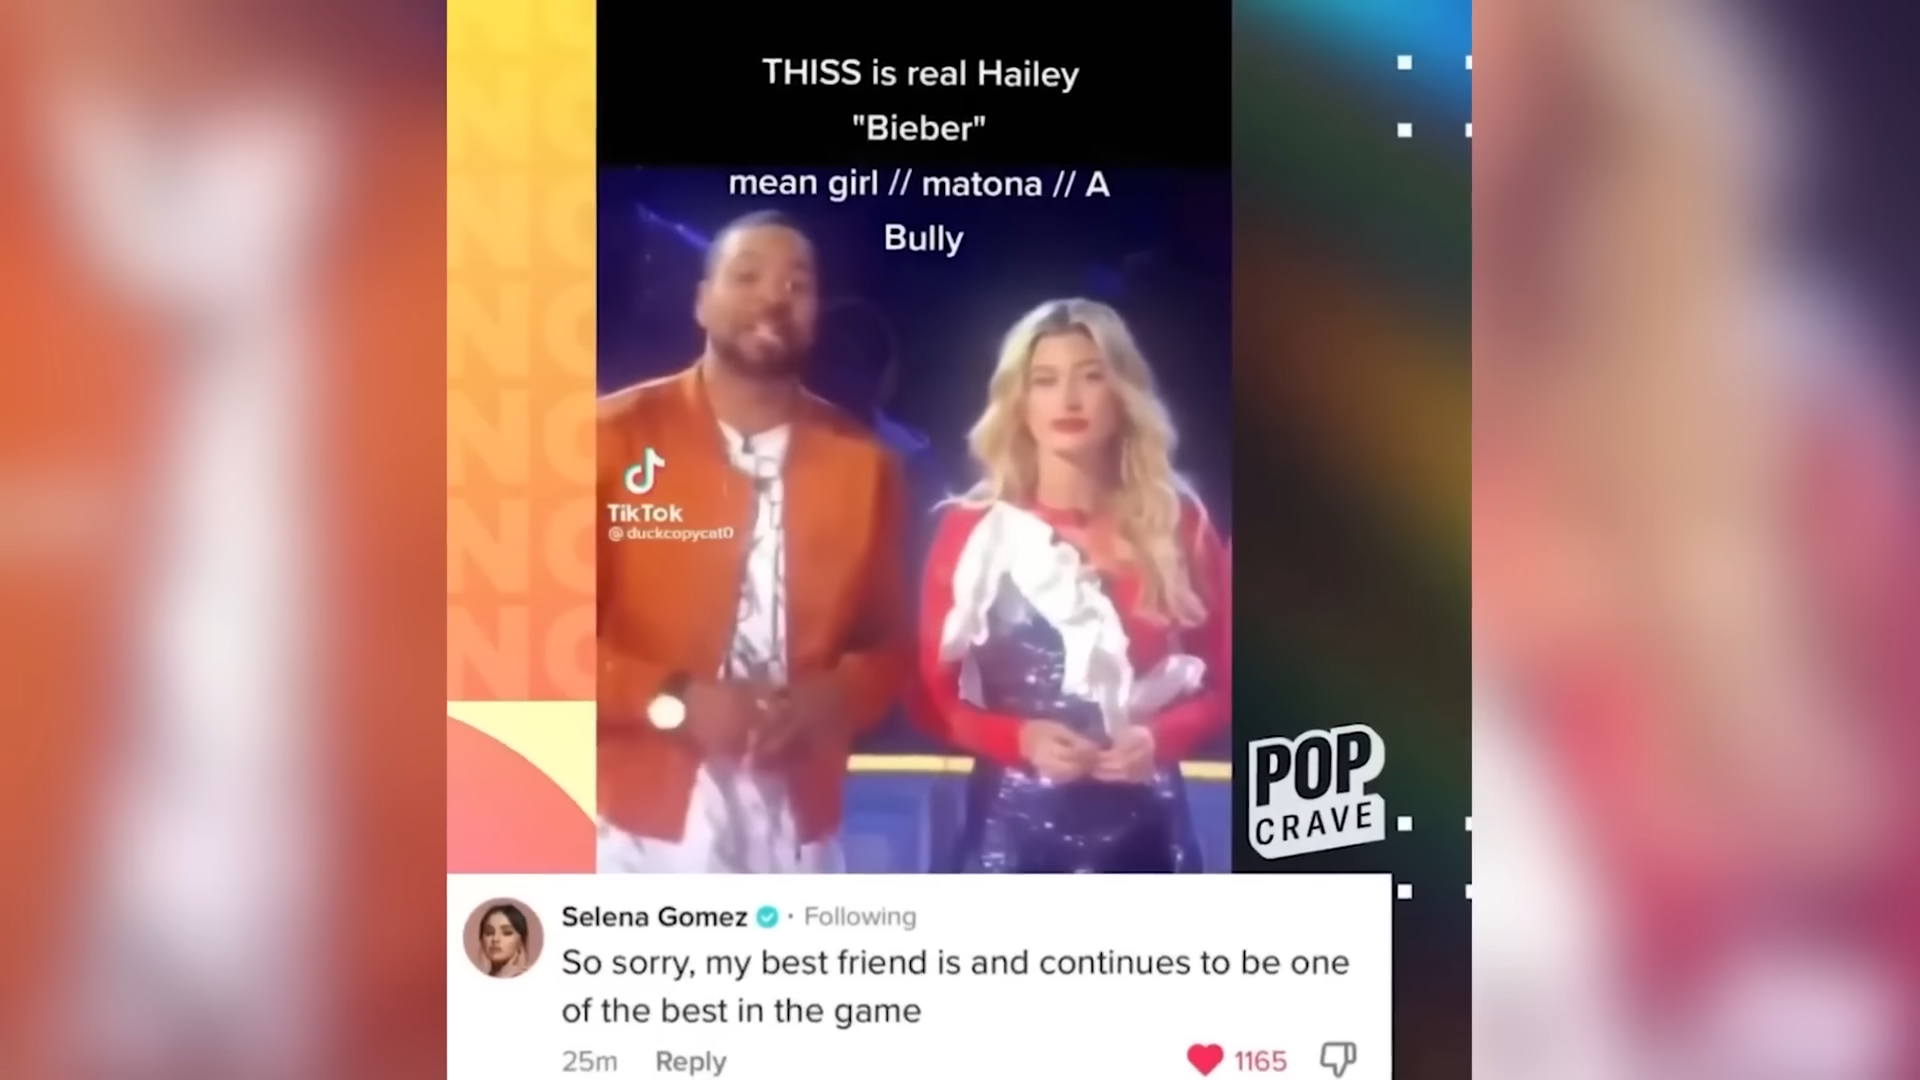 THISS is real Hailey
"Bieber"
mean girl // matona // A
Bully
TikTok
@duckcopycat0
POP
CRAVE
Selena Gomez · Following
So sorry, my best friend is and continues to be one
of the best in the game
25m Reply 1165